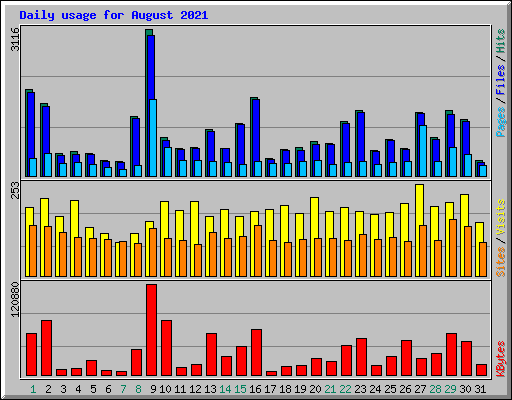 Daily usage for August 2021
3116
Pages / Files / Hits
253
Sites / Visits
120880
KBytes
1 2 3 4 5 6 7 8 9 10 11 12 13 14 15 16 17 18 19 20 21 22 23 24 25 26 27 28 29 30 31